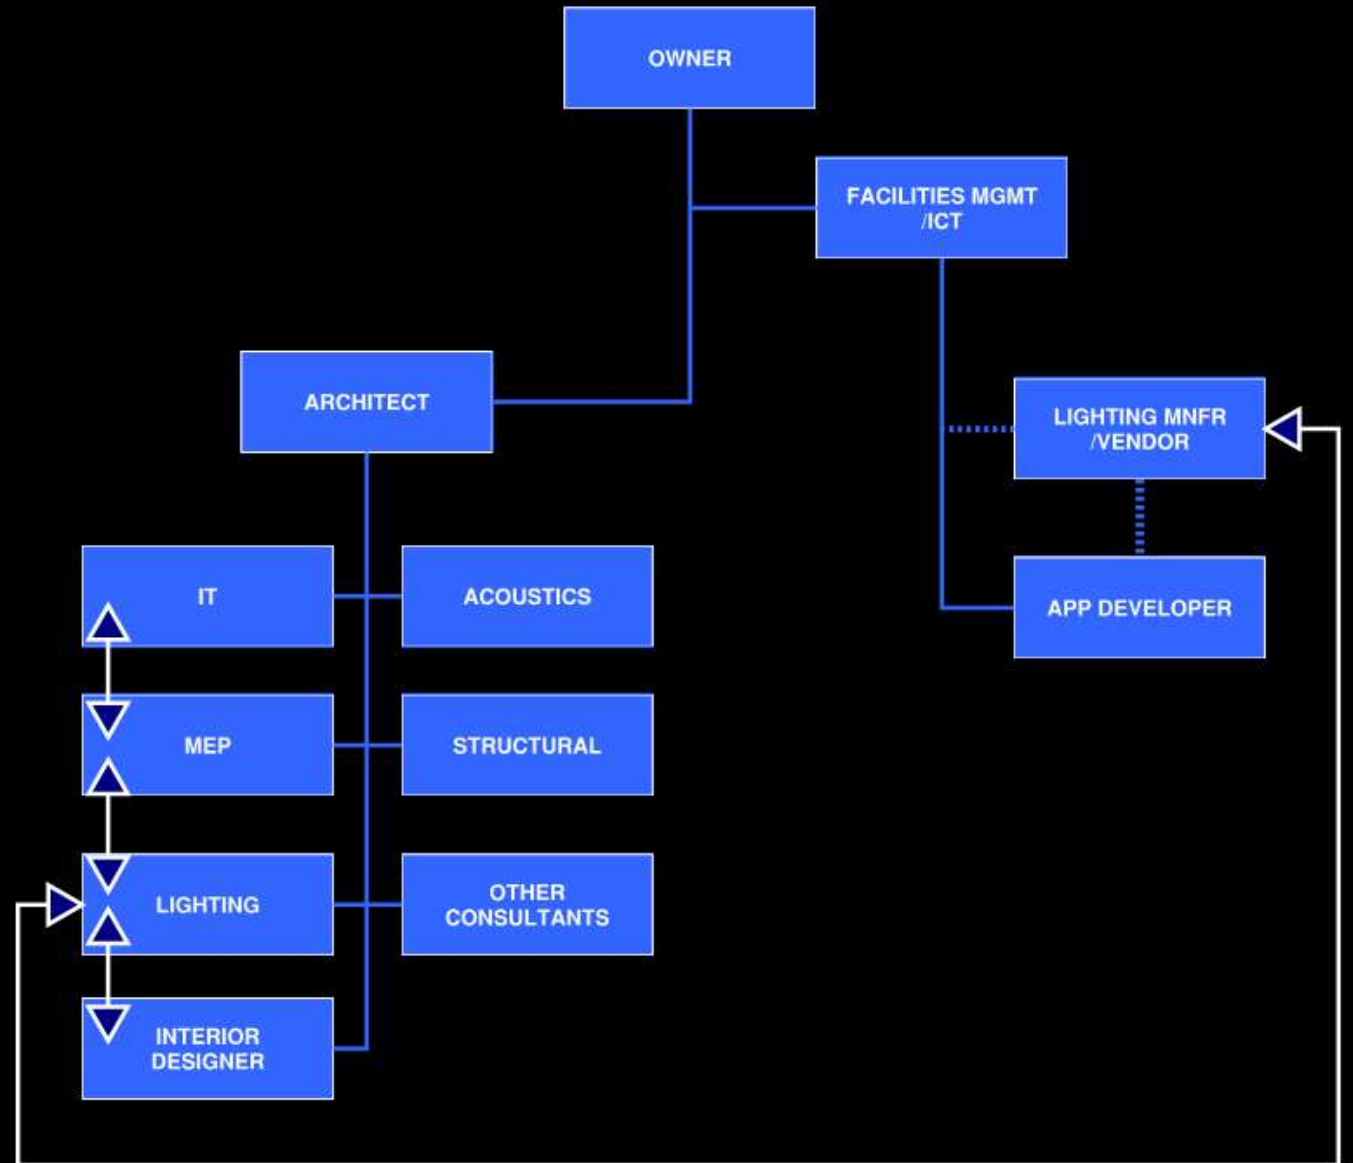 OWNER
FACILITIES MGMT
/ICT
ARCHITECT
LIGHTING MNFR
/VENDOR
IT
ACOUSTICS
APP DEVELOPER
MEP
STRUCTURAL
LIGHTING
OTHER
CONSULTANTS
INTERIOR
DESIGNER